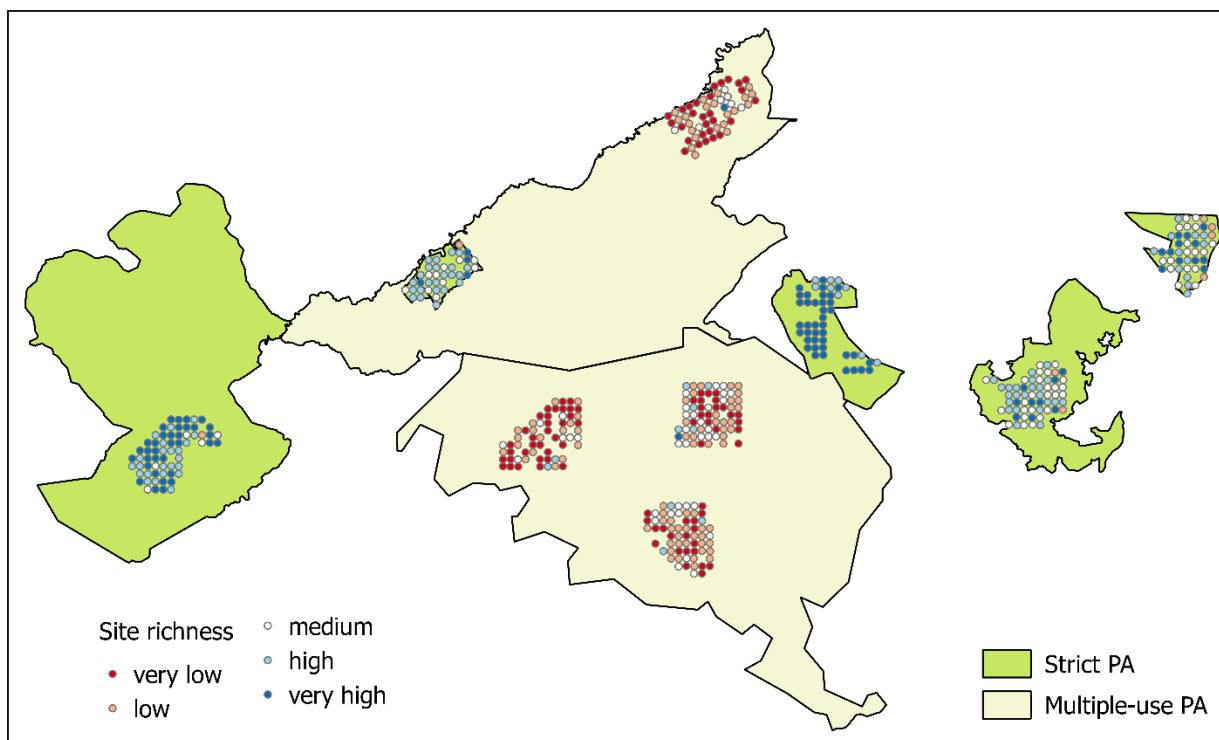 Site richness
very low
low
medium
high
very high
Strict PA
Multiple-use PA